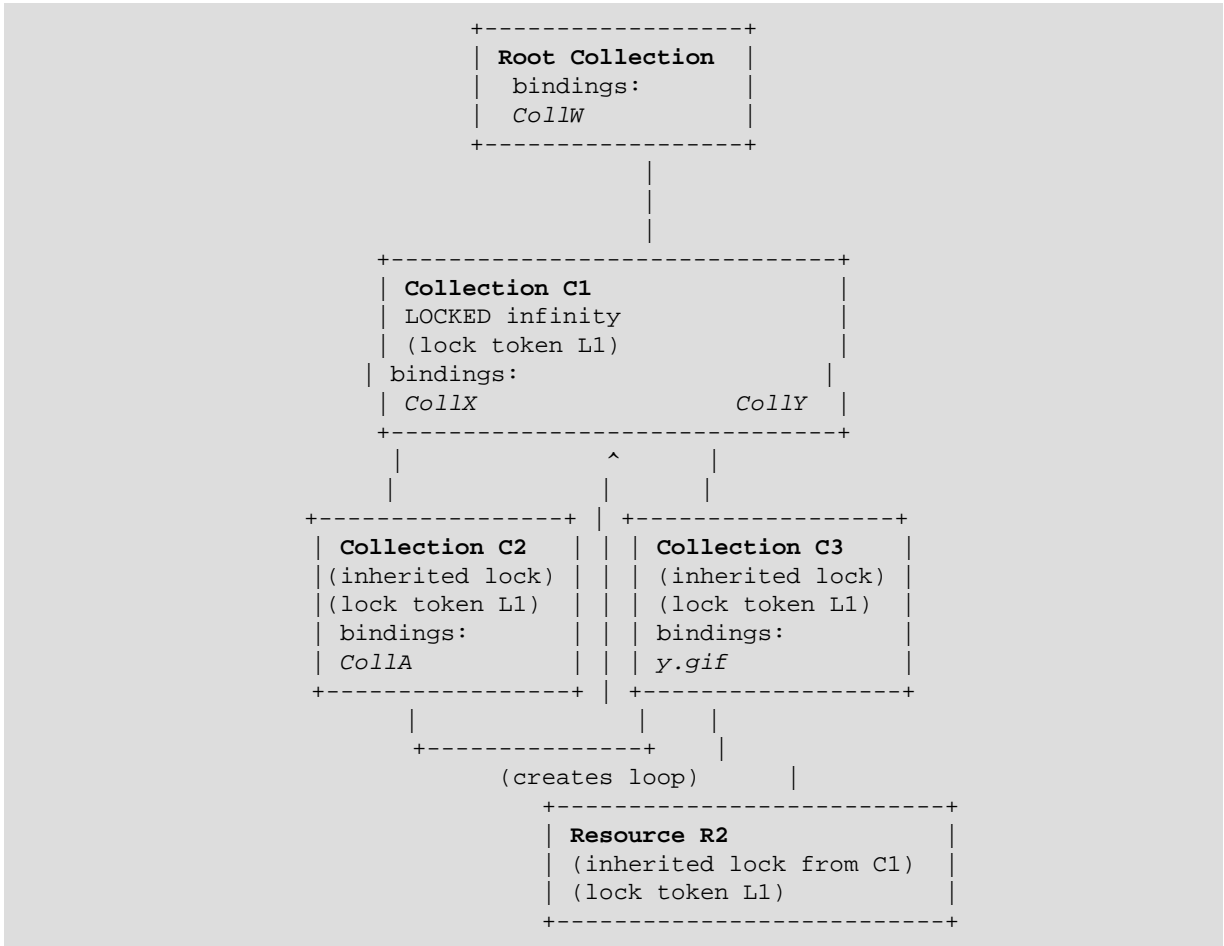 +------------------+
| Root Collection  |
|  bindings:       |
|  CollW           |
+------------------+
|
|
|
+-------------------------------+
| Collection C1                 |
| LOCKED infinity               |
| (lock token L1)               |
| bindings:                     |
| CollX                  CollY  |
+-------------------------------+
|              ^      |
|              |      |
+-----------------+ | +------------------+
| Collection C2   | | | Collection C3    |
|(inherited lock) | | | (inherited lock) |
|(lock token L1)  | | | (lock token L1)  |
| bindings:       | | | bindings:        |
| CollA           | | | y.gif            |
+-----------------+ | +------------------+
|               |    |
+---------------+    |
(creates loop)      |
+---------------------------+
| Resource R2               |
| (inherited lock from C1)  |
| (lock token L1)           |
+---------------------------+